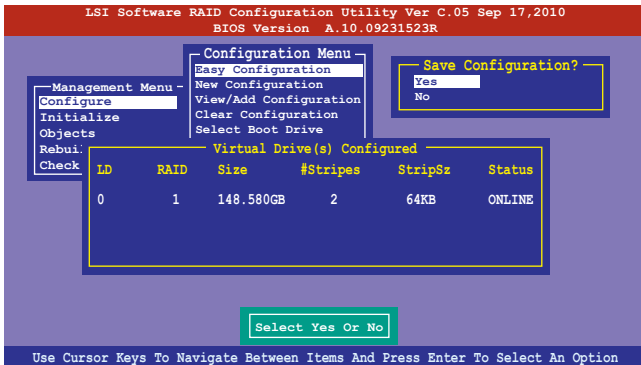 LSI Software RAID Configuration Utility Ver C.05 Sep 17,2010
BIOS Version A.10.09231523R
Management Menu
Configure
Initialize
Objects
Check
Configuration Menu
Easy Configuration
New Configuration
View/Add Configuration
Clear Configuration
Select Boot Drive
Save Configuration?
Yes
No
Virtual Drive(s) Configured
LD RAID Size #Stripes StripSz Status
0 1 148.580GB 2 64KB ONLINE
Select Yes Or No
Use Cursor Keys To Navigate Between Items And Press Enter To Select An Option